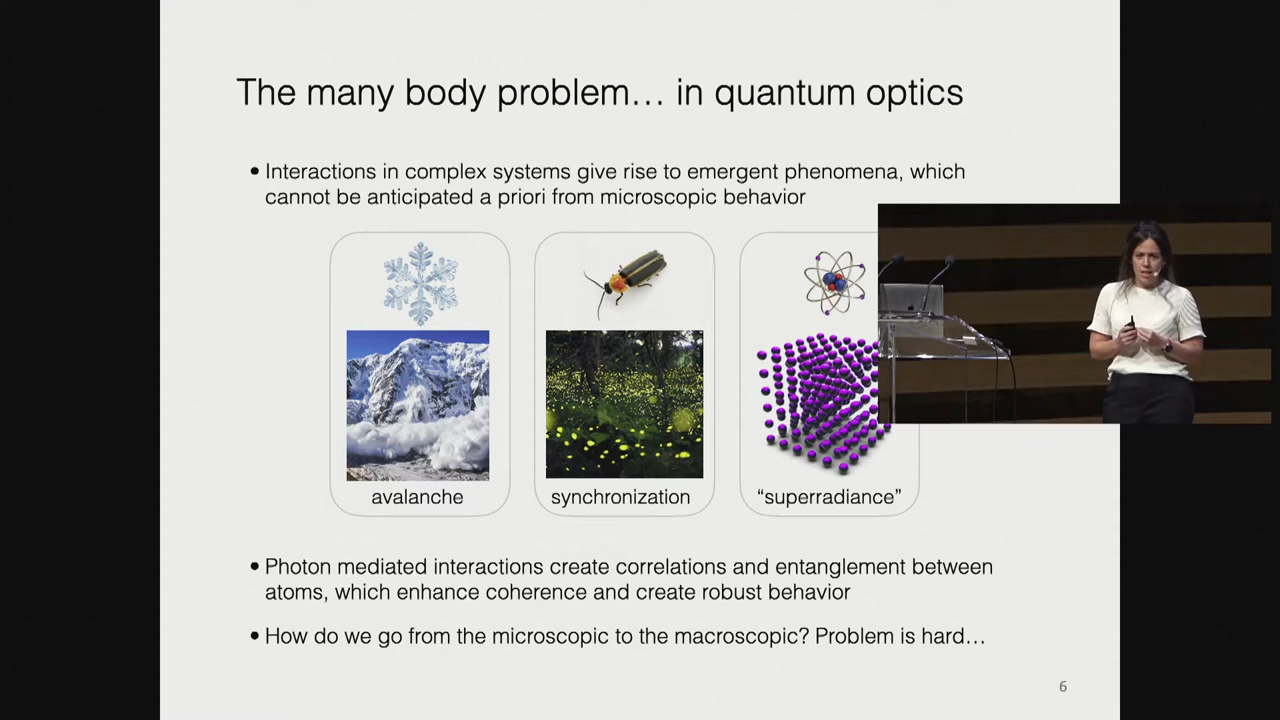 The many body problem… in quantum optics
• Interactions in complex systems give rise to emergent phenomena, which
cannot be anticipated a priori from microscopic behavior
avalanche
synchronization
“superradiance”
• Photon mediated interactions create correlations and entanglement between
atoms, which enhance coherence and create robust behavior
• How do we go from the microscopic to the macroscopic? Problem is hard…
6